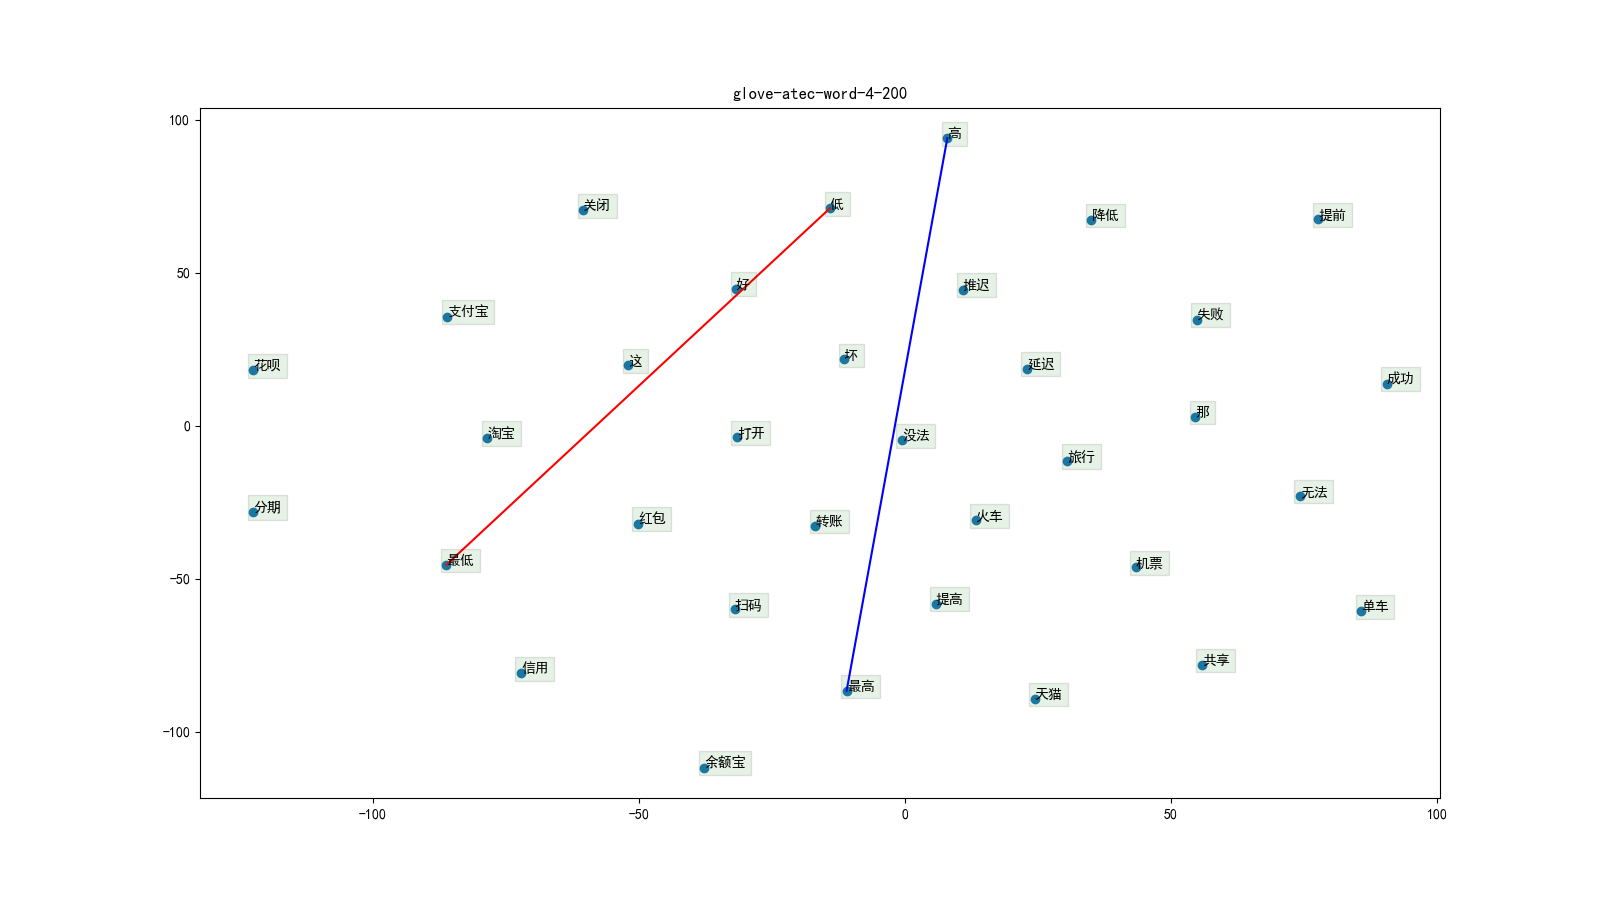 glove-atec-word-4-200
100
高
关闭
低
降低
提前
50
好
推迟
支付宝
失败
花呗
这
坏
延迟
成功
0
淘宝
打开
没法
那
旅行
分期
红包
转账
火车
无法
-50
最低
机票
扫码
提高
单车
信用
最高
天猫
共享
-100
余额宝
-100
-50
0
50
100